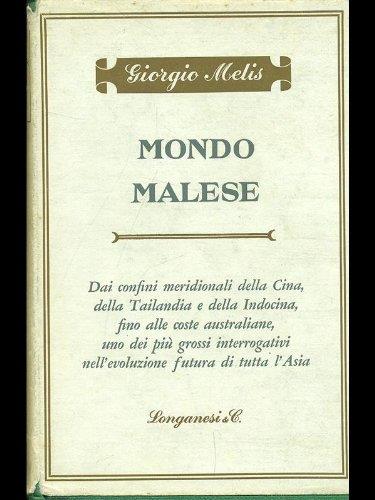 Giorgio Melis
MONDO
MALESE
Dai confini meridionali della Cina,
della Tailandia e della Indocina,
fino alle coste australiane,
uno dei più grossi interrogativi
nell'evoluzione futura di tutta l'Asia
Longanesi & C.